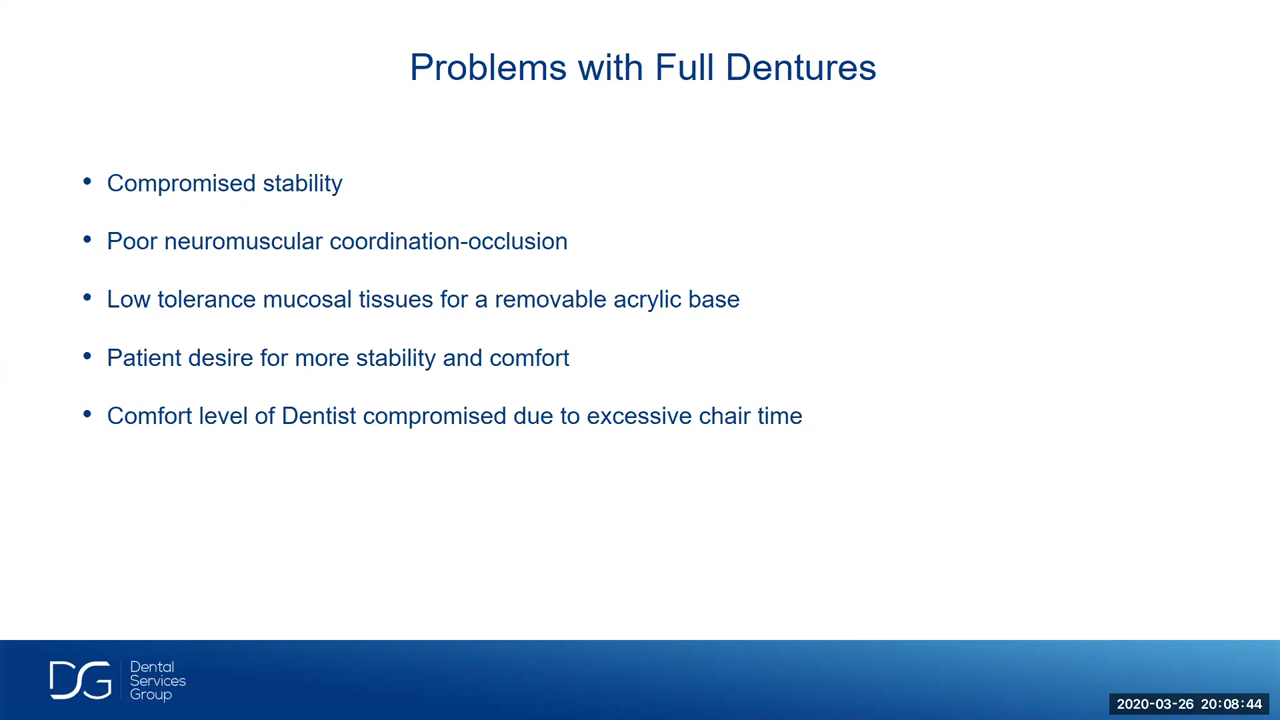 Problems with Full Dentures
• Compromised stability
• Poor neuromuscular coordination-occlusion
• Low tolerance mucosal tissues for a removable acrylic base
• Patient desire for more stability and comfort
• Comfort level of Dentist compromised due to excessive chair time
DSG
Dental
Services
Group
2020-03-26 20:08:44